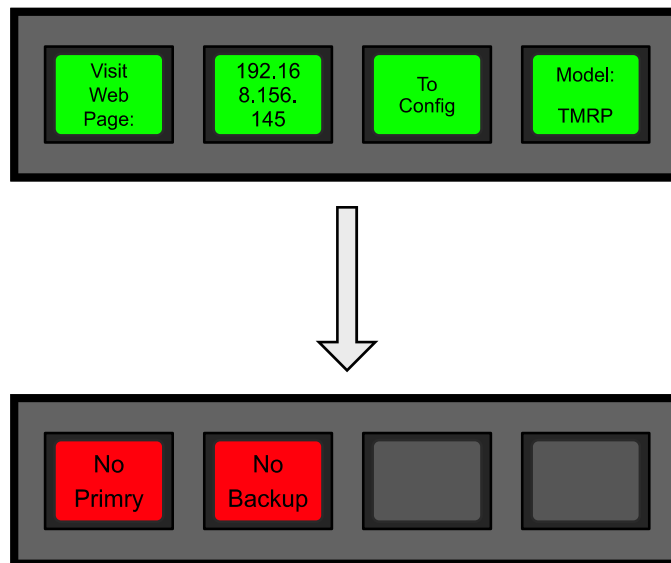 Visit
Web
Page:
192.16
8.156.
145
To
Config
Model:
TMRP
No
Primry
No
Backup